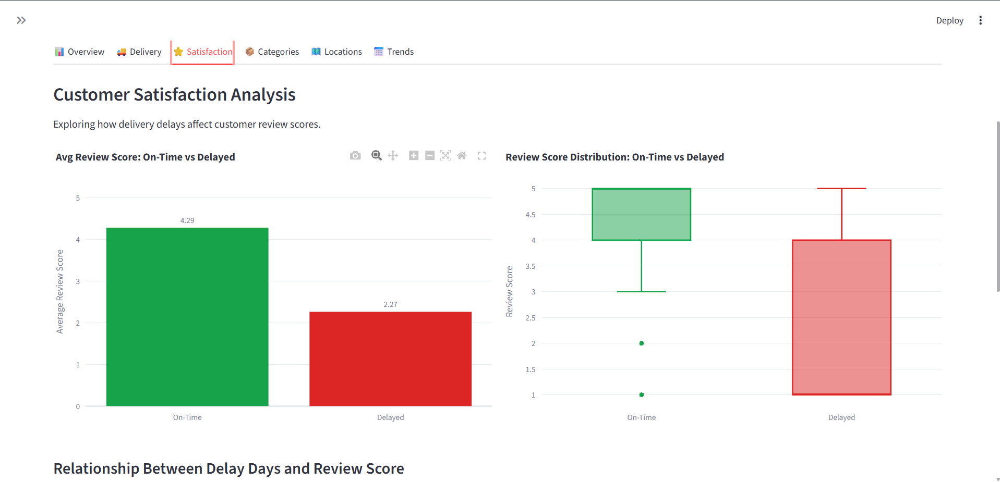 Deploy
Overview Delivery Satisfaction Categories Locations Trends
Customer Satisfaction Analysis
Exploring how delivery delays affect customer review scores.
Avg Review Score: On-Time vs Delayed
Average Review Score
5
4
3
2
1
0
4.29
2.27
On-Time
Delayed
Review Score Distribution: On-Time vs Delayed
Review Score
5
4.5
4
3.5
3
2.5
2
1.5
1
On-Time
Delayed
Relationship Between Delay Days and Review Score